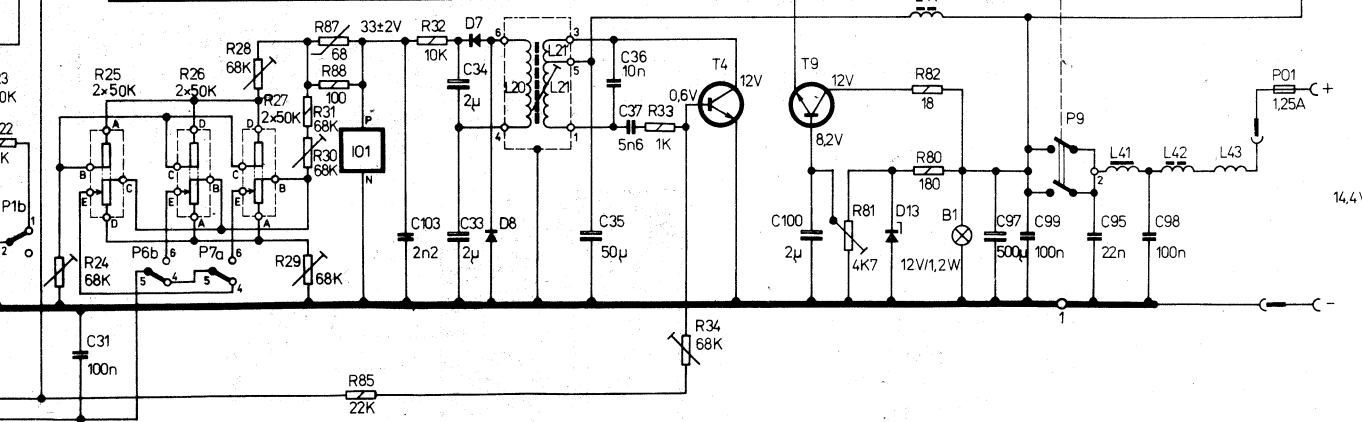 R87
68
33±2V
R32
10K
D7
6
3
L21
5
L20
L21
4
1
C36
10n
T4
12V
0,6V
T9
12V
8,2V
R82
18
P01
1,25A
+
R28
68K
R25
2×50K
R26
2×50K
R27
2×50K
R88
100
R31
68K
R30
68K
C34
2µ
C37
5n6
R33
1K
P9
L41
L42
L43
2
R80
180
P
IO1
N
A
D
D
B
C
C
B
C
B
E
E
E
D
A
A
P1b
1
2
R24
68K
P6b
6
5
4
P7a
6
5
4
R29
68K
C103
2n2
C33
2µ
D8
C35
50µ
C100
2µ
R81
4K7
D13
12V/1,2W
B1
C97
500µ
C99
100n
C95
22n
C98
100n
14,4V
1
-
C31
100n
R34
68K
R85
22K